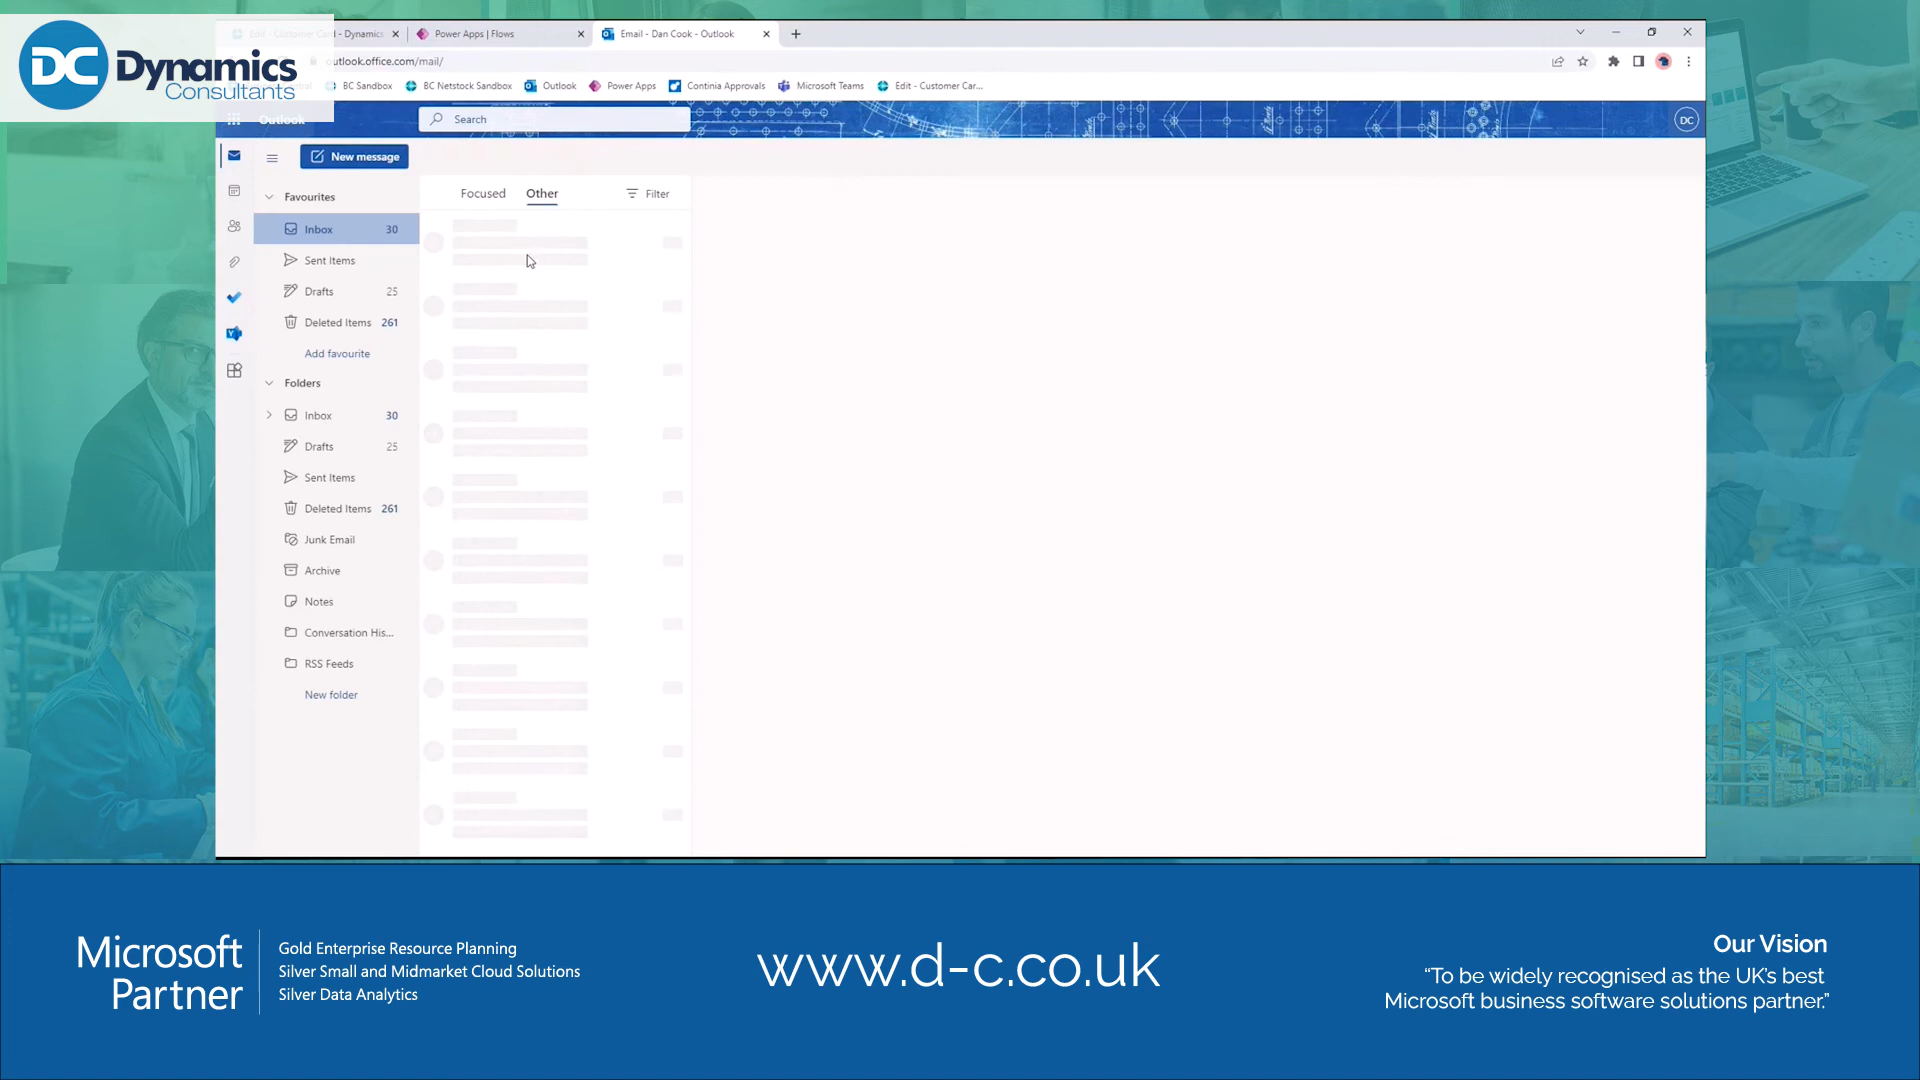 DC Dynamics
Consultants
Edit - Customer Card - Dynamics
Power Apps | Flows
Email - Dan Cook - Outlook
outlook.office.com/mail/
BC Sandbox
BC Netstock Sandbox
Outlook
Power Apps
Continia Approvals
Microsoft Teams
Edit - Customer Car...
Outlook
Search
DC
New message
Favourites
Inbox 30
Sent Items
Drafts 25
Deleted Items 261
Add favourite
Folders
Inbox 30
Drafts 25
Sent Items
Deleted Items 261
Junk Email
Archive
Notes
Conversation His...
RSS Feeds
New folder
Focused
Other
Filter
Microsoft
Partner
Gold Enterprise Resource Planning
Silver Small and Midmarket Cloud Solutions
Silver Data Analytics
www.d-c.co.uk
Our Vision
“To be widely recognised as the UK's best
Microsoft business software solutions partner.”